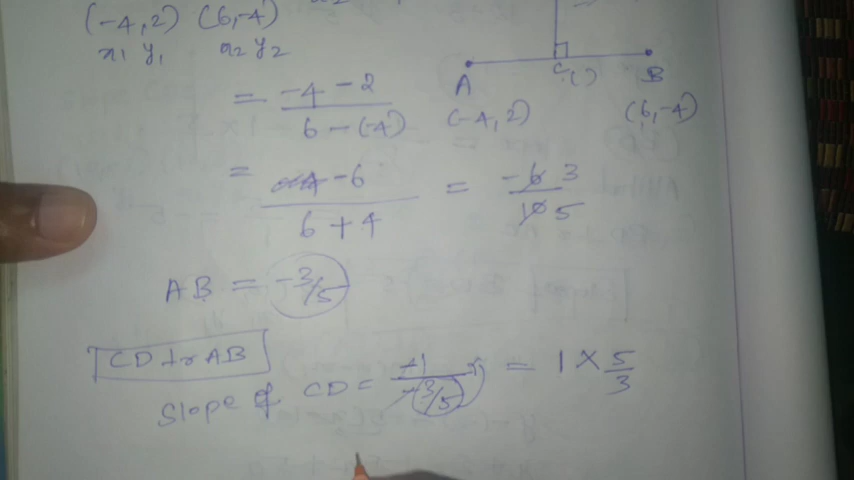 (-4, 2) (6, -4)
x₁ y₁ x₂ y₂
= -4 - 2 / 6 - (-4)
A C( ) B
(-4, 2) (6, -4)
= -6 / 6 + 4 = -6 3 / 10 5
AB = -3/5
CD ⊥r AB
Slope of CD = -1 / -3/5 = 1 × 5/3